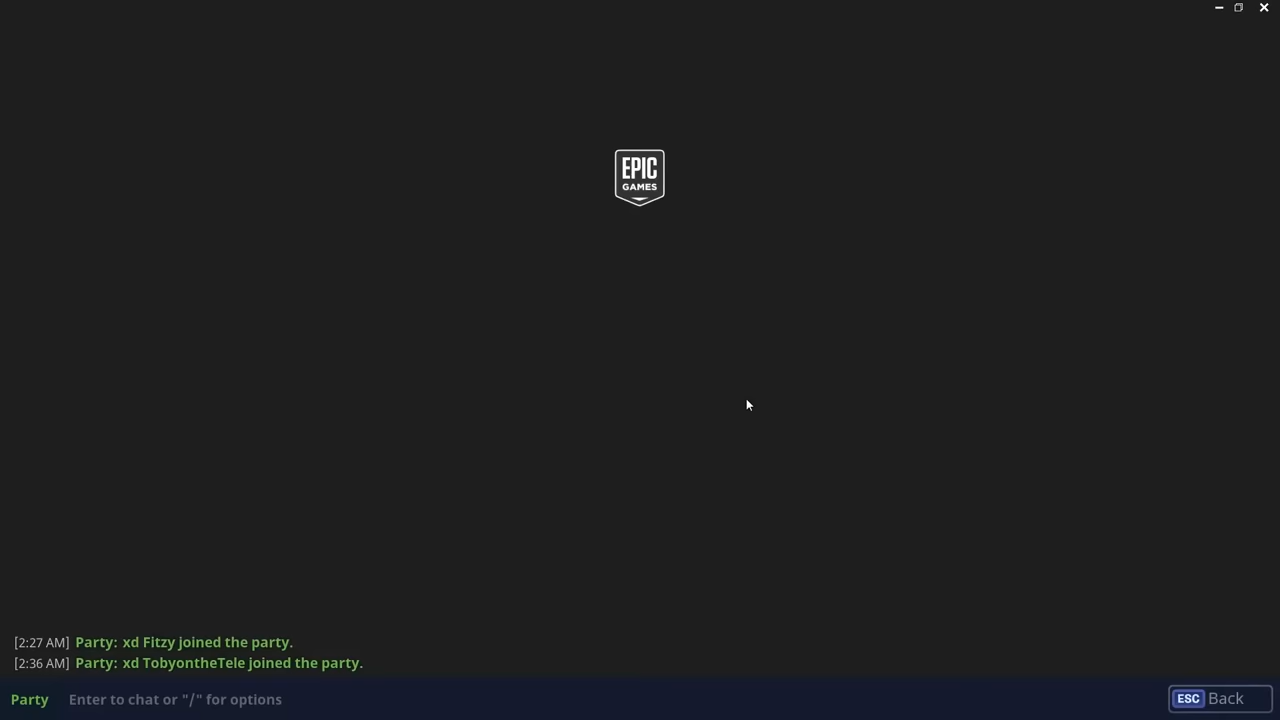 EPIC
GAMES
[2:27 AM] Party: xd Fitzy joined the party.
[2:36 AM] Party: xd TobyontheTele joined the party.
Party Enter to chat or "/" for options
ESC Back